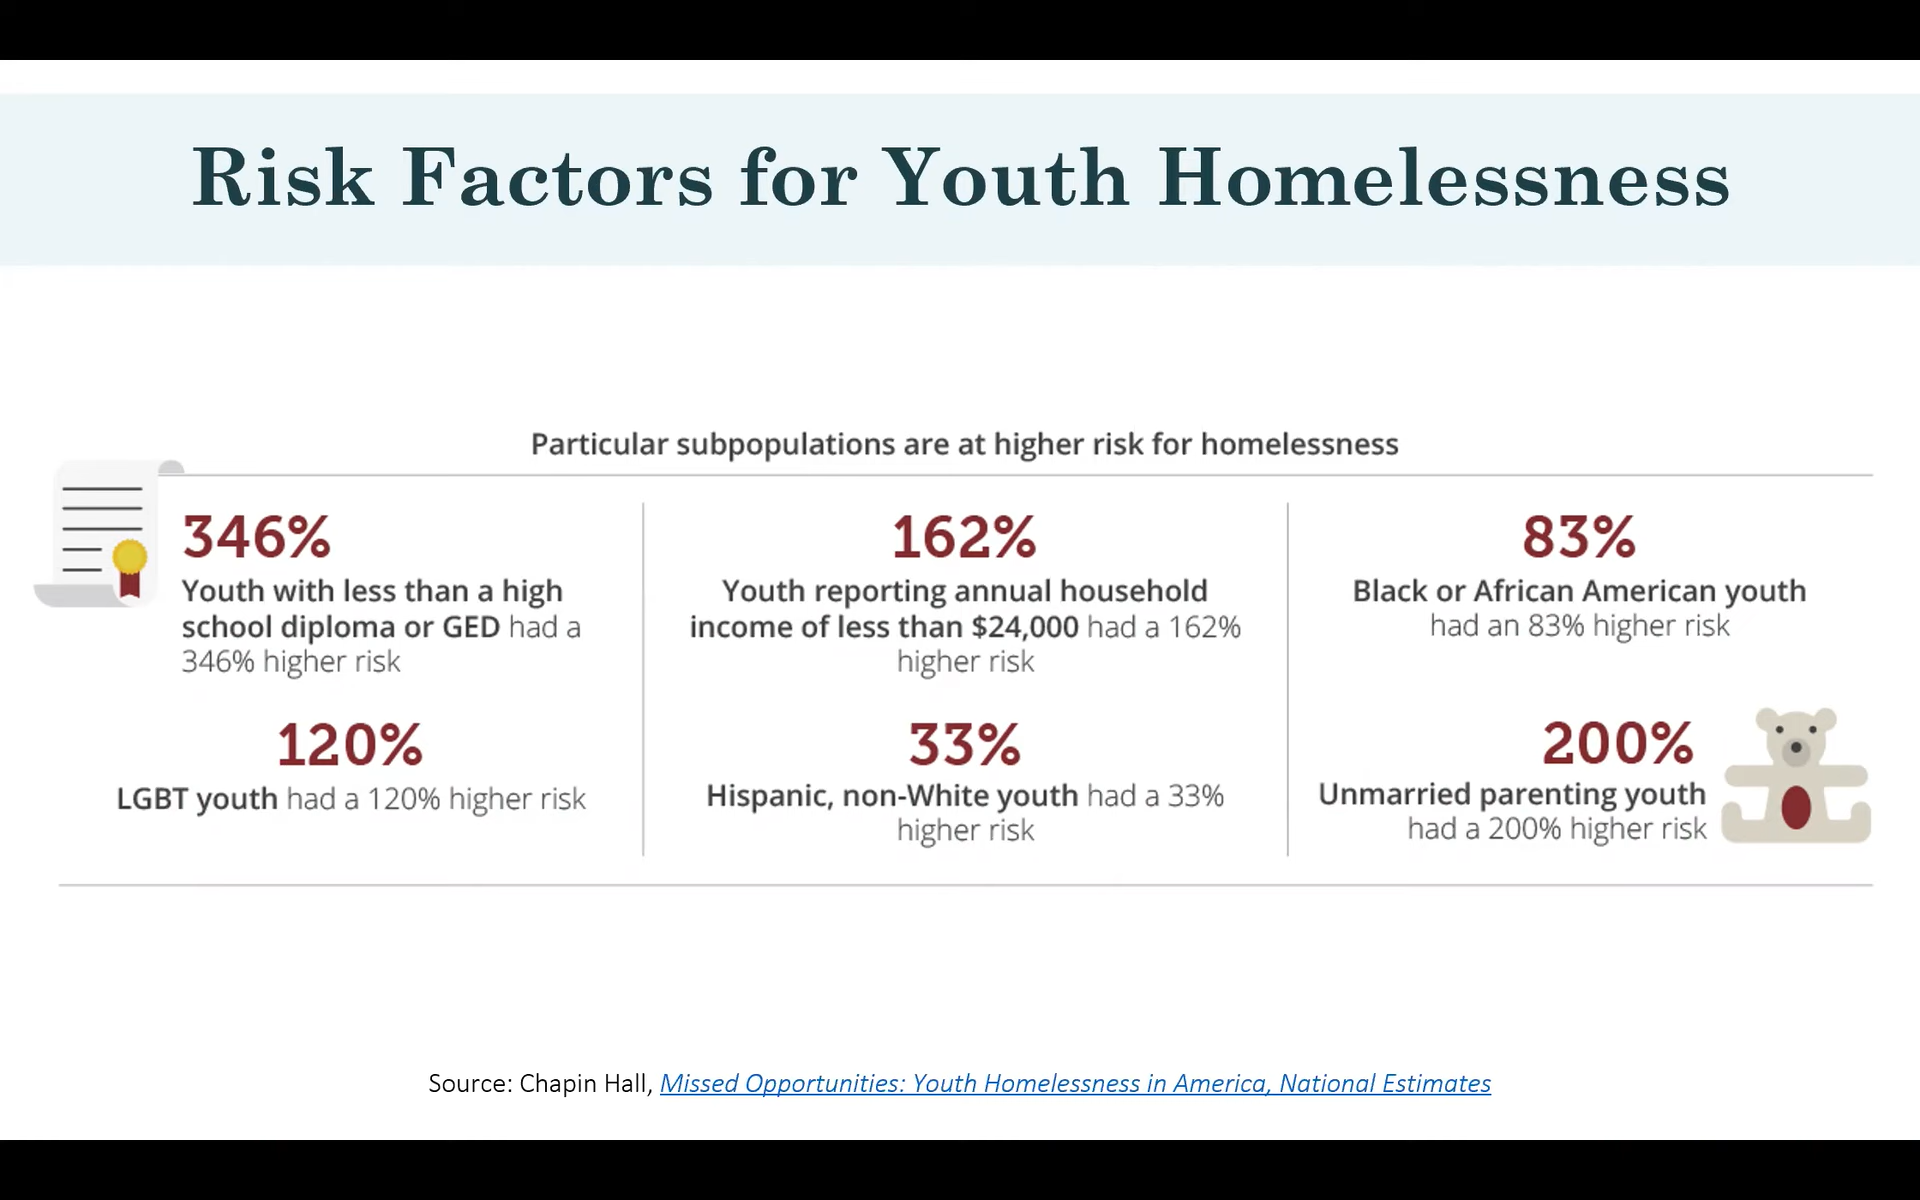 Risk Factors for Youth Homelessness
Particular subpopulations are at higher risk for homelessness
346%
Youth with less than a high
school diploma or GED had a
346% higher risk
162%
Youth reporting annual household
income of less than $24,000 had a 162%
higher risk
83%
Black or African American youth
had an 83% higher risk
120%
LGBT youth had a 120% higher risk
33%
Hispanic, non-White youth had a 33%
higher risk
200%
Unmarried parenting youth
had a 200% higher risk
Source: Chapin Hall, Missed Opportunities: Youth Homelessness in America, National Estimates